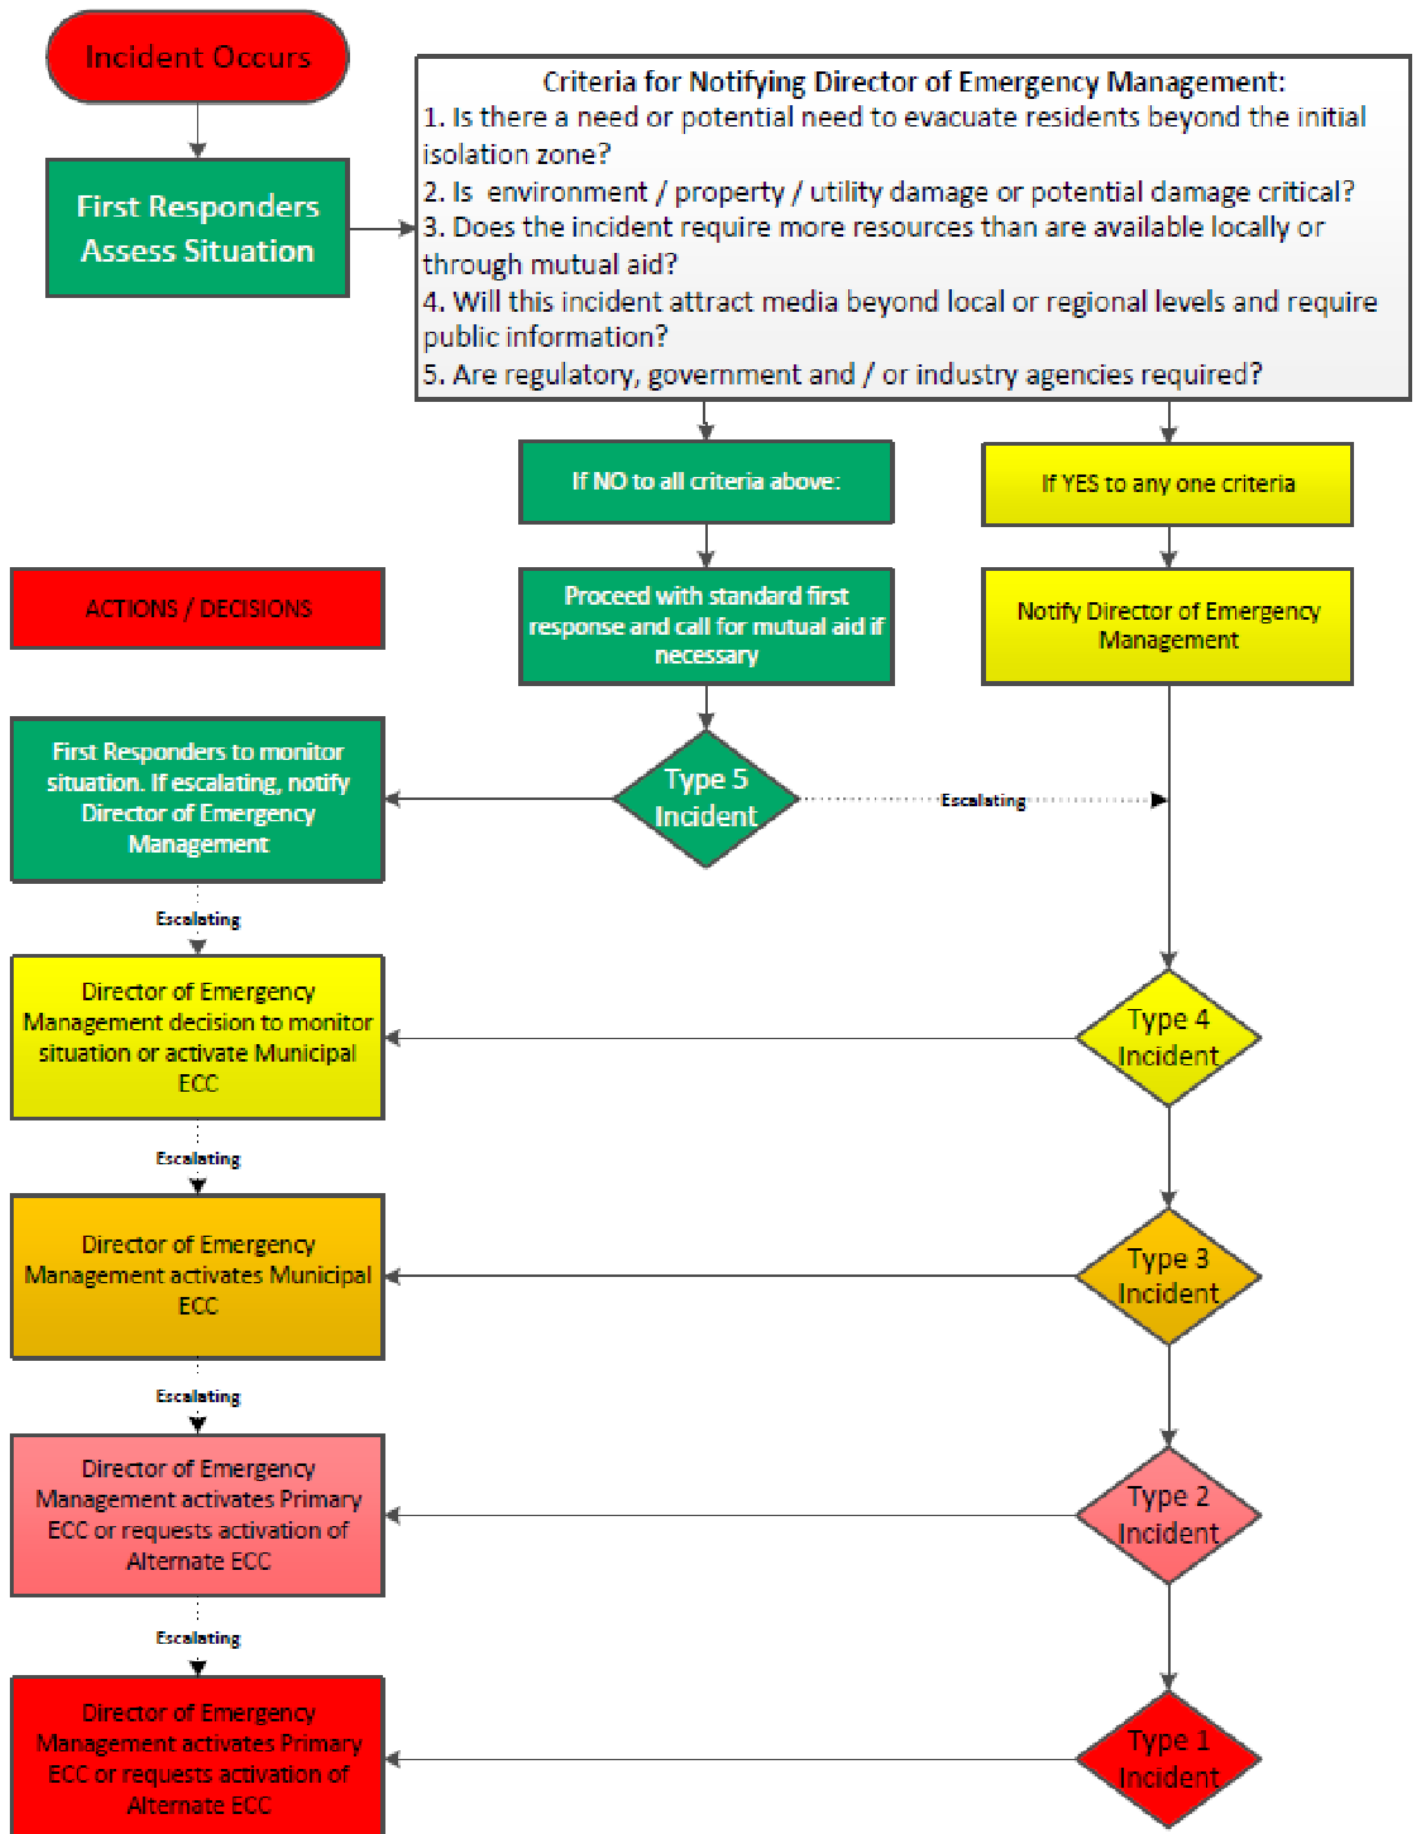 Incident Occurs
Criteria for Notifying Director of Emergency Management:
1. Is there a need or potential need to evacuate residents beyond the initial
isolation zone?
2. Is environment / property / utility damage or potential damage critical?
3. Does the incident require more resources than are available locally or
through mutual aid?
4. Will this incident attract media beyond local or regional levels and require
public information?
5. Are regulatory, government and / or industry agencies required?
First Responders
Assess Situation
If NO to all criteria above:
If YES to any one criteria
ACTIONS / DECISIONS
Proceed with standard first
response and call for mutual aid if
necessary
Notify Director of Emergency
Management
First Responders to monitor
situation. If escalating, notify
Director of Emergency
Management
Type 5
Incident
Escalating
Escalating
Director of Emergency
Management decision to monitor
situation or activate Municipal
ECC
Type 4
Incident
Escalating
Director of Emergency
Management activates Municipal
ECC
Type 3
Incident
Escalating
Director of Emergency
Management activates Primary
ECC or requests activation of
Alternate ECC
Type 2
Incident
Escalating
Director of Emergency
Management activates Primary
ECC or requests activation of
Alternate ECC
Type 1
Incident